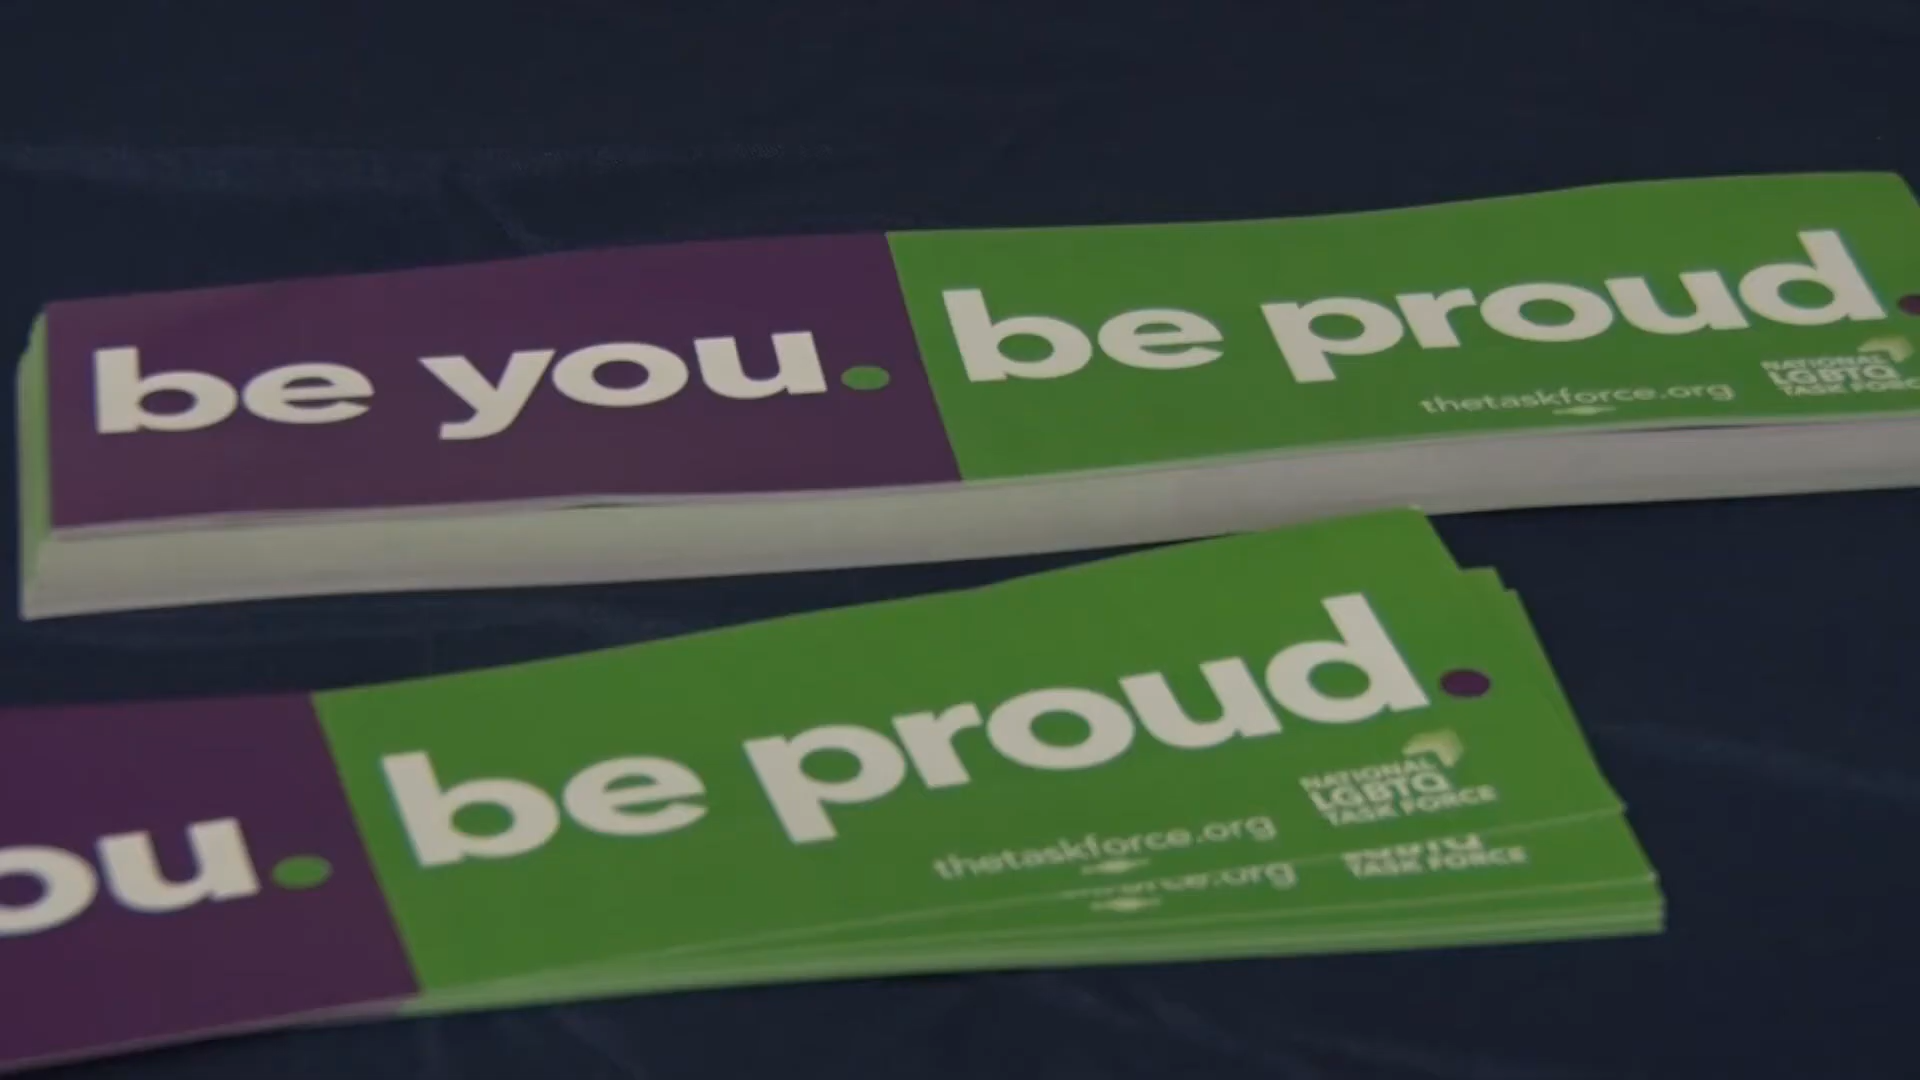 be you. be proud.
thetaskforce.org
NATIONAL
LGBTQ
TASK FORCE
ou. be proud.
thetaskforce.org
NATIONAL
LGBTQ
TASK FORCE
.org
TASK FORCE